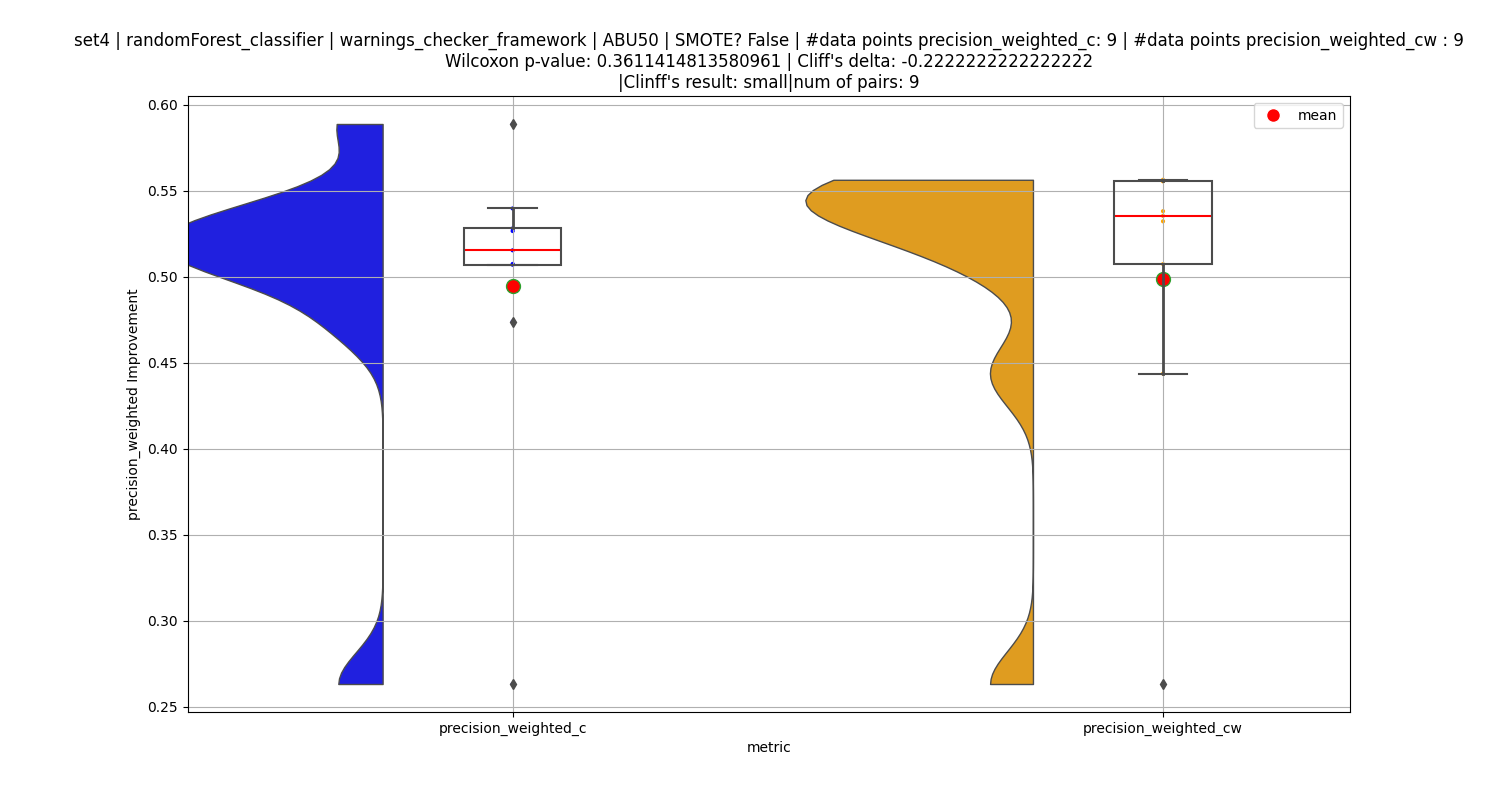 set4 | randomForest_classifier | warnings_checker_framework | ABU50 | SMOTE? False | #data points precision_weighted_c: 9 | #data points precision_weighted_cw : 9
Wilcoxon p-value: 0.3611414813580961 | Cliff's delta: -0.2222222222222222
|Clinff's result: small|num of pairs: 9
mean
0.60
0.55
0.50
0.45
0.40
0.35
0.30
0.25
precision_weighted Improvement
precision_weighted_c
precision_weighted_cw
metric